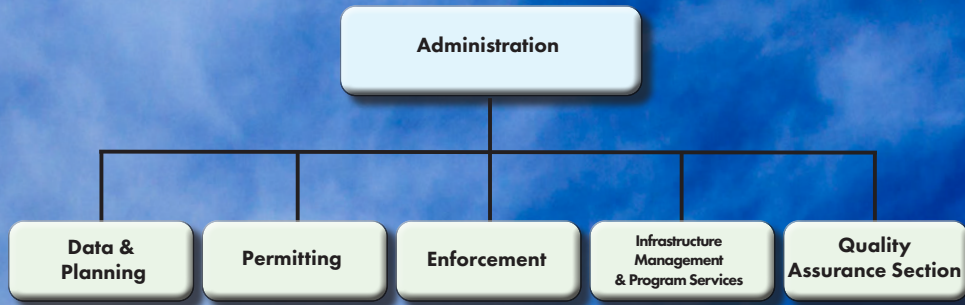 Administration
Data &
Planning
Permitting
Enforcement
Infrastructure
Management
& Program Services
Quality
Assurance Section